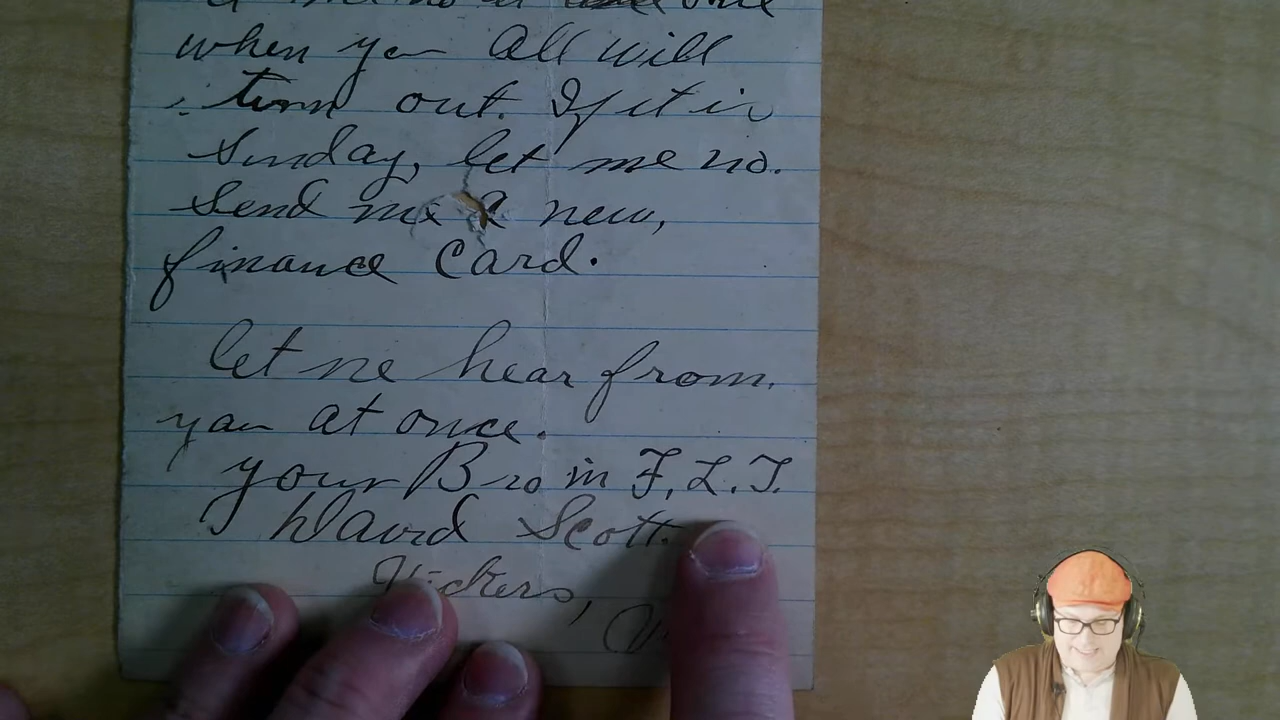 when you All will
turn out. If it is
Sunday, let me no.
Send me a new,
finance Card.
let me hear from.
you at once.
your Bro in F. L. T.
David Scott.
Vickers,